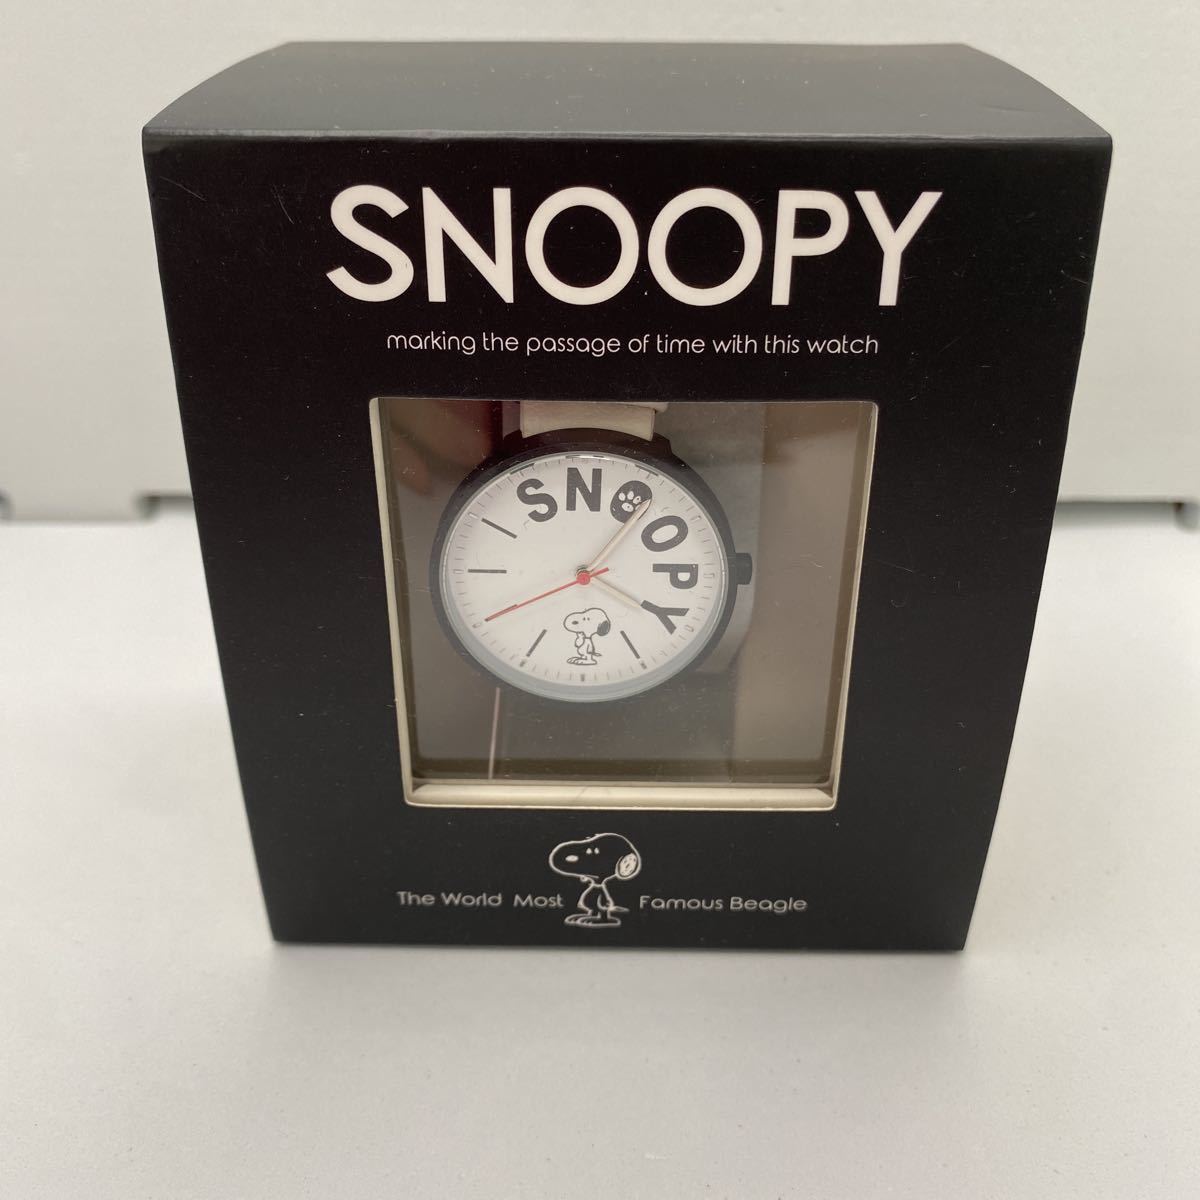 SNOOPY
marking the passage of time with this watch
SNOOPY
The World Most Famous Beagle